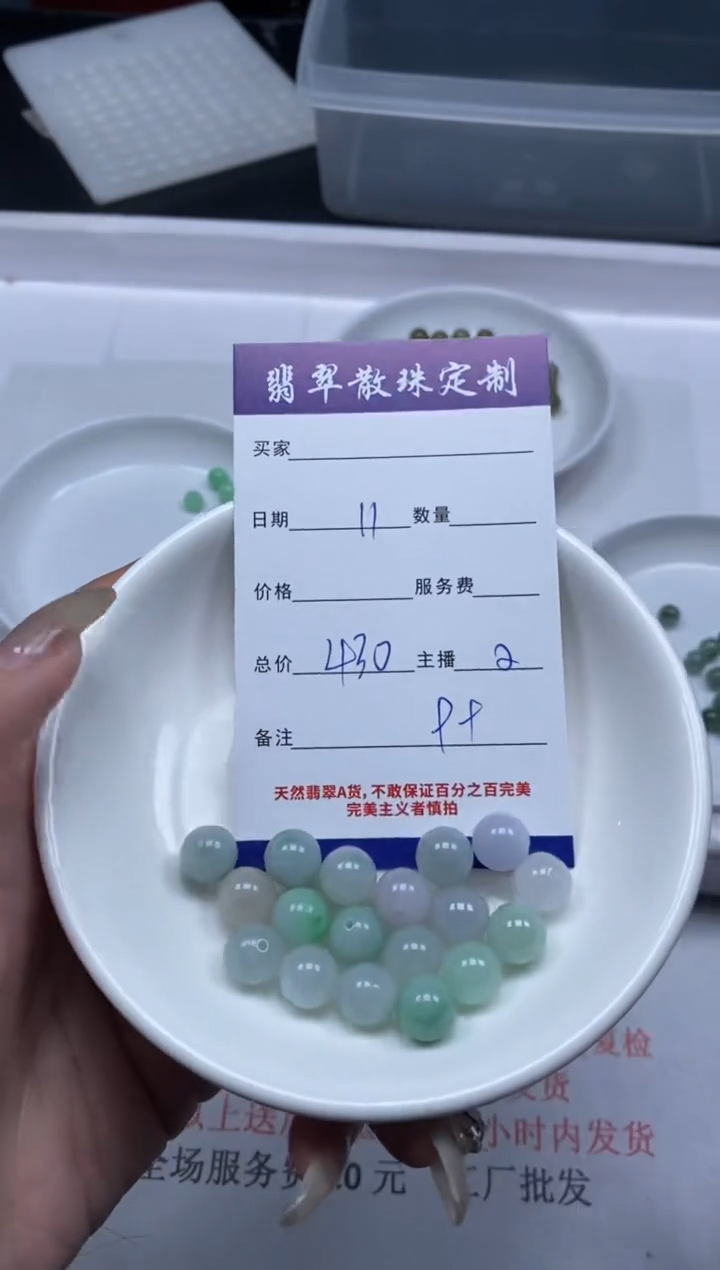 翡翠散珠定制
买家
日期 11 数量
价格 服务费
总价 430 主播 2
备注
天然翡翠A货，不敢保证百分之百完美
完美主义者慎拍
复检
发货
上送
小时内发货
全场服务费 0 元 工厂批发